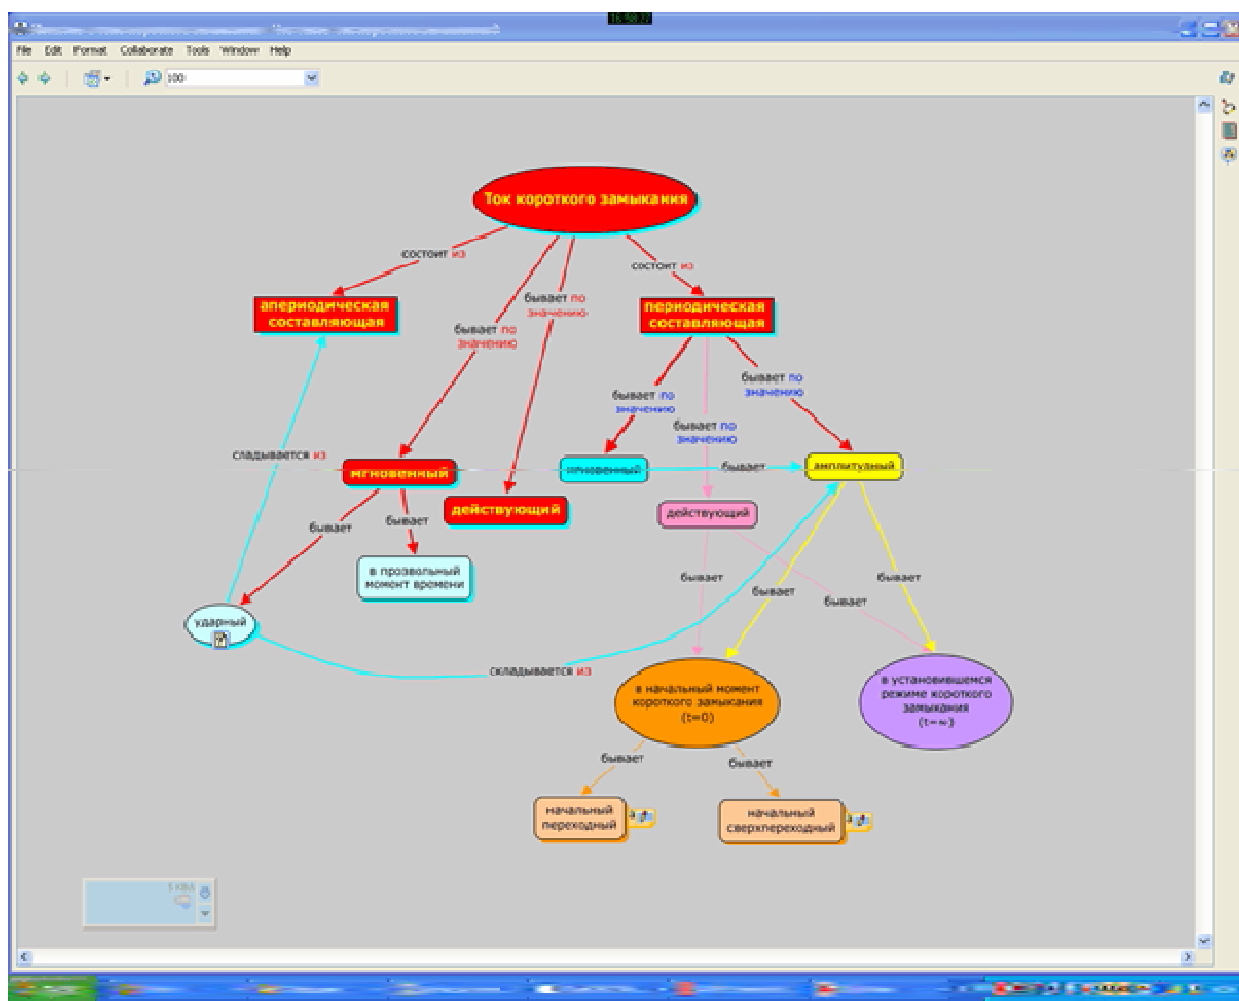 File Edit Format Collaborate Tools Window Help
100
Ток короткого замыкания
состоит из
состоит из
апериодическая
составляющая
бывает по
значению
периодическая
составляющая
бывает по
значению
бывает по
значению
бывает по
значению
бывает по
значению
сладывается из
мгновенный
мгновенный
бывает
амплитудный
действующий
действующий
бывает
бывает
в прозвольный
момент времени
бывает
бывает
бывает
бывает
ударный
складывается из
в начальный момент
короткого замыкания
(t=0)
в установившемся
режиме короткого
замыкания
(t=∞)
бывает
бывает
начальный
переходный
начальный
сверхпереходный